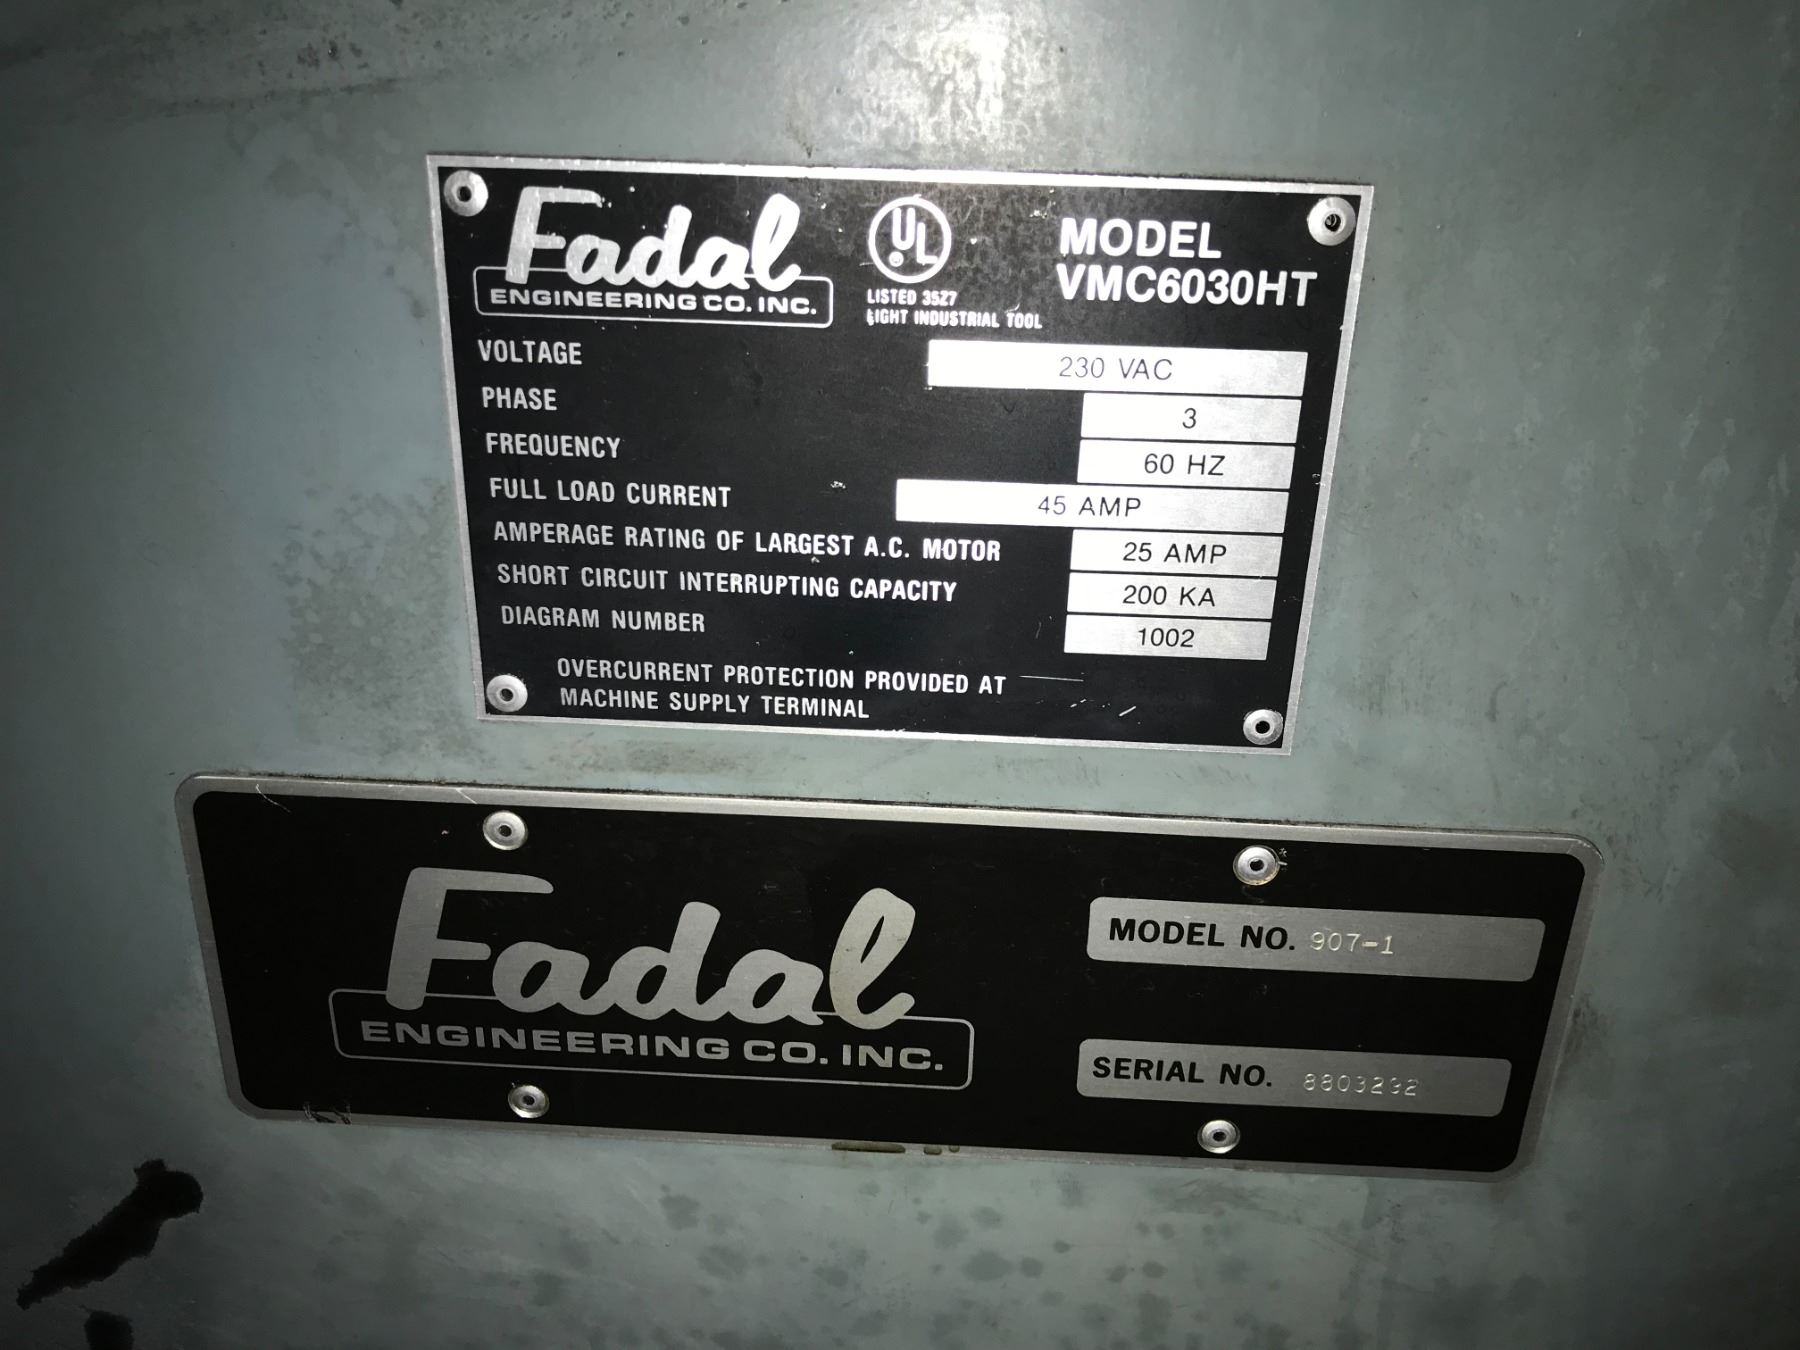 Fadal
ENGINEERING CO. INC.
UL
LISTED 35Z7
LIGHT INDUSTRIAL TOOL
MODEL
VMC6030HT
VOLTAGE 230 VAC
PHASE 3
FREQUENCY 60 HZ
FULL LOAD CURRENT 45 AMP
AMPERAGE RATING OF LARGEST A.C. MOTOR 25 AMP
SHORT CIRCUIT INTERRUPTING CAPACITY 200 KA
DIAGRAM NUMBER 1002
OVERCURRENT PROTECTION PROVIDED AT
MACHINE SUPPLY TERMINAL
Fadal
ENGINEERING CO. INC.
MODEL NO. 907-1
SERIAL NO. 8803292